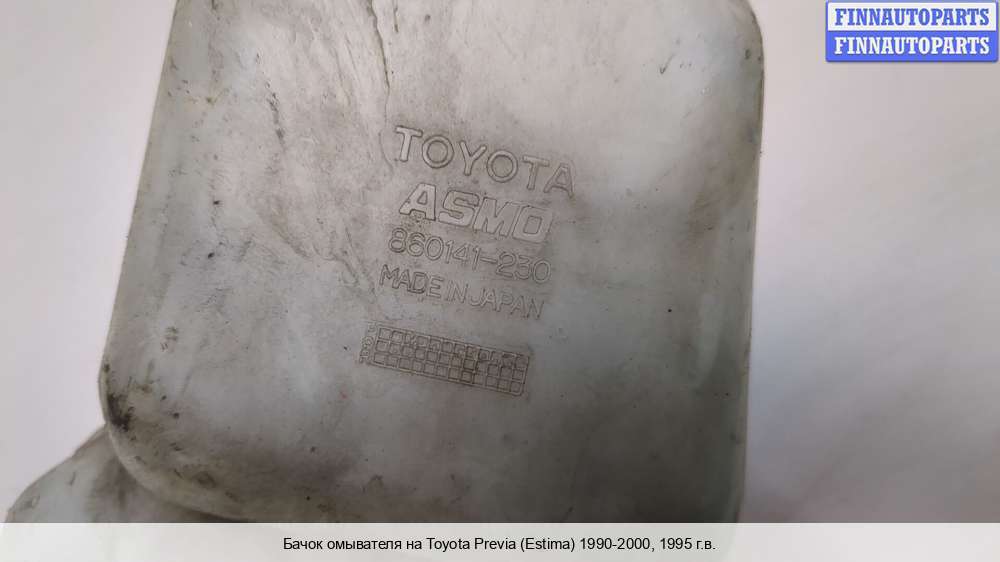 FINNAUTOPARTS
FINNAUTOPARTS
TOYOTA
ASMO
860141-230
MADE IN JAPAN
Бачок омывателя на Toyota Previa (Estima) 1990-2000, 1995 г.в.